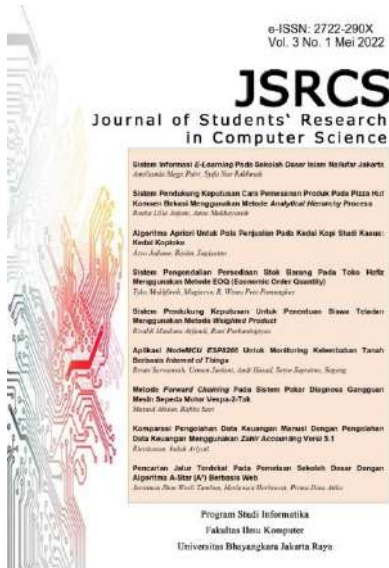 e-ISSN: 2722-290X
Vol. 3 No. 1 Mei 2022
JSRCS
Journal of Students' Research
in Computer Science
Sistem Informasi E-Learning Pada Sekolah Dasar Islam Nailufar Jakarta
Sistem Pendukung Keputusan Cara Pemesanan Produk Pada Pizza Hut
Konsen Bekasi Menggunakan Metode Analytical Hierarchy Process
Algoritma Apriori Untuk Pola Penjualan Pada Kedai Kopi Studi Kasus:
Kedai Kopioko
Sistem Pengendalian Persediaan Stok Barang Pada Toko Hafiz
Menggunakan Metode EOQ (Economic Order Quantity)
Sistem Pendukung Keputusan Untuk Penentuan Siswa Teladan
Menggunakan Metode Weighted Product
Aplikasi NodeMCU ESP8266 Untuk Monitoring Kelembaban Tanah
Berbasis Internet of Things
Metode Forward Chaining Pada Sistem Pakar Diagnosa Gangguan
Mesin Sepeda Motor Vespa-2-Tak
Komparasi Pengolahan Data Keuangan Manual Dengan Pengolahan
Data Keuangan Menggunakan Zahir Accounting Versi 5.1
Pencarian Jalur Terdekat Pada Pemetaan Sekolah Dasar Dengan
Algoritma A-Star (A*) Berbasis Web
Program Studi Informatika
Fakultas Ilmu Komputer
Universitas Bhayangkara Jakarta Raya